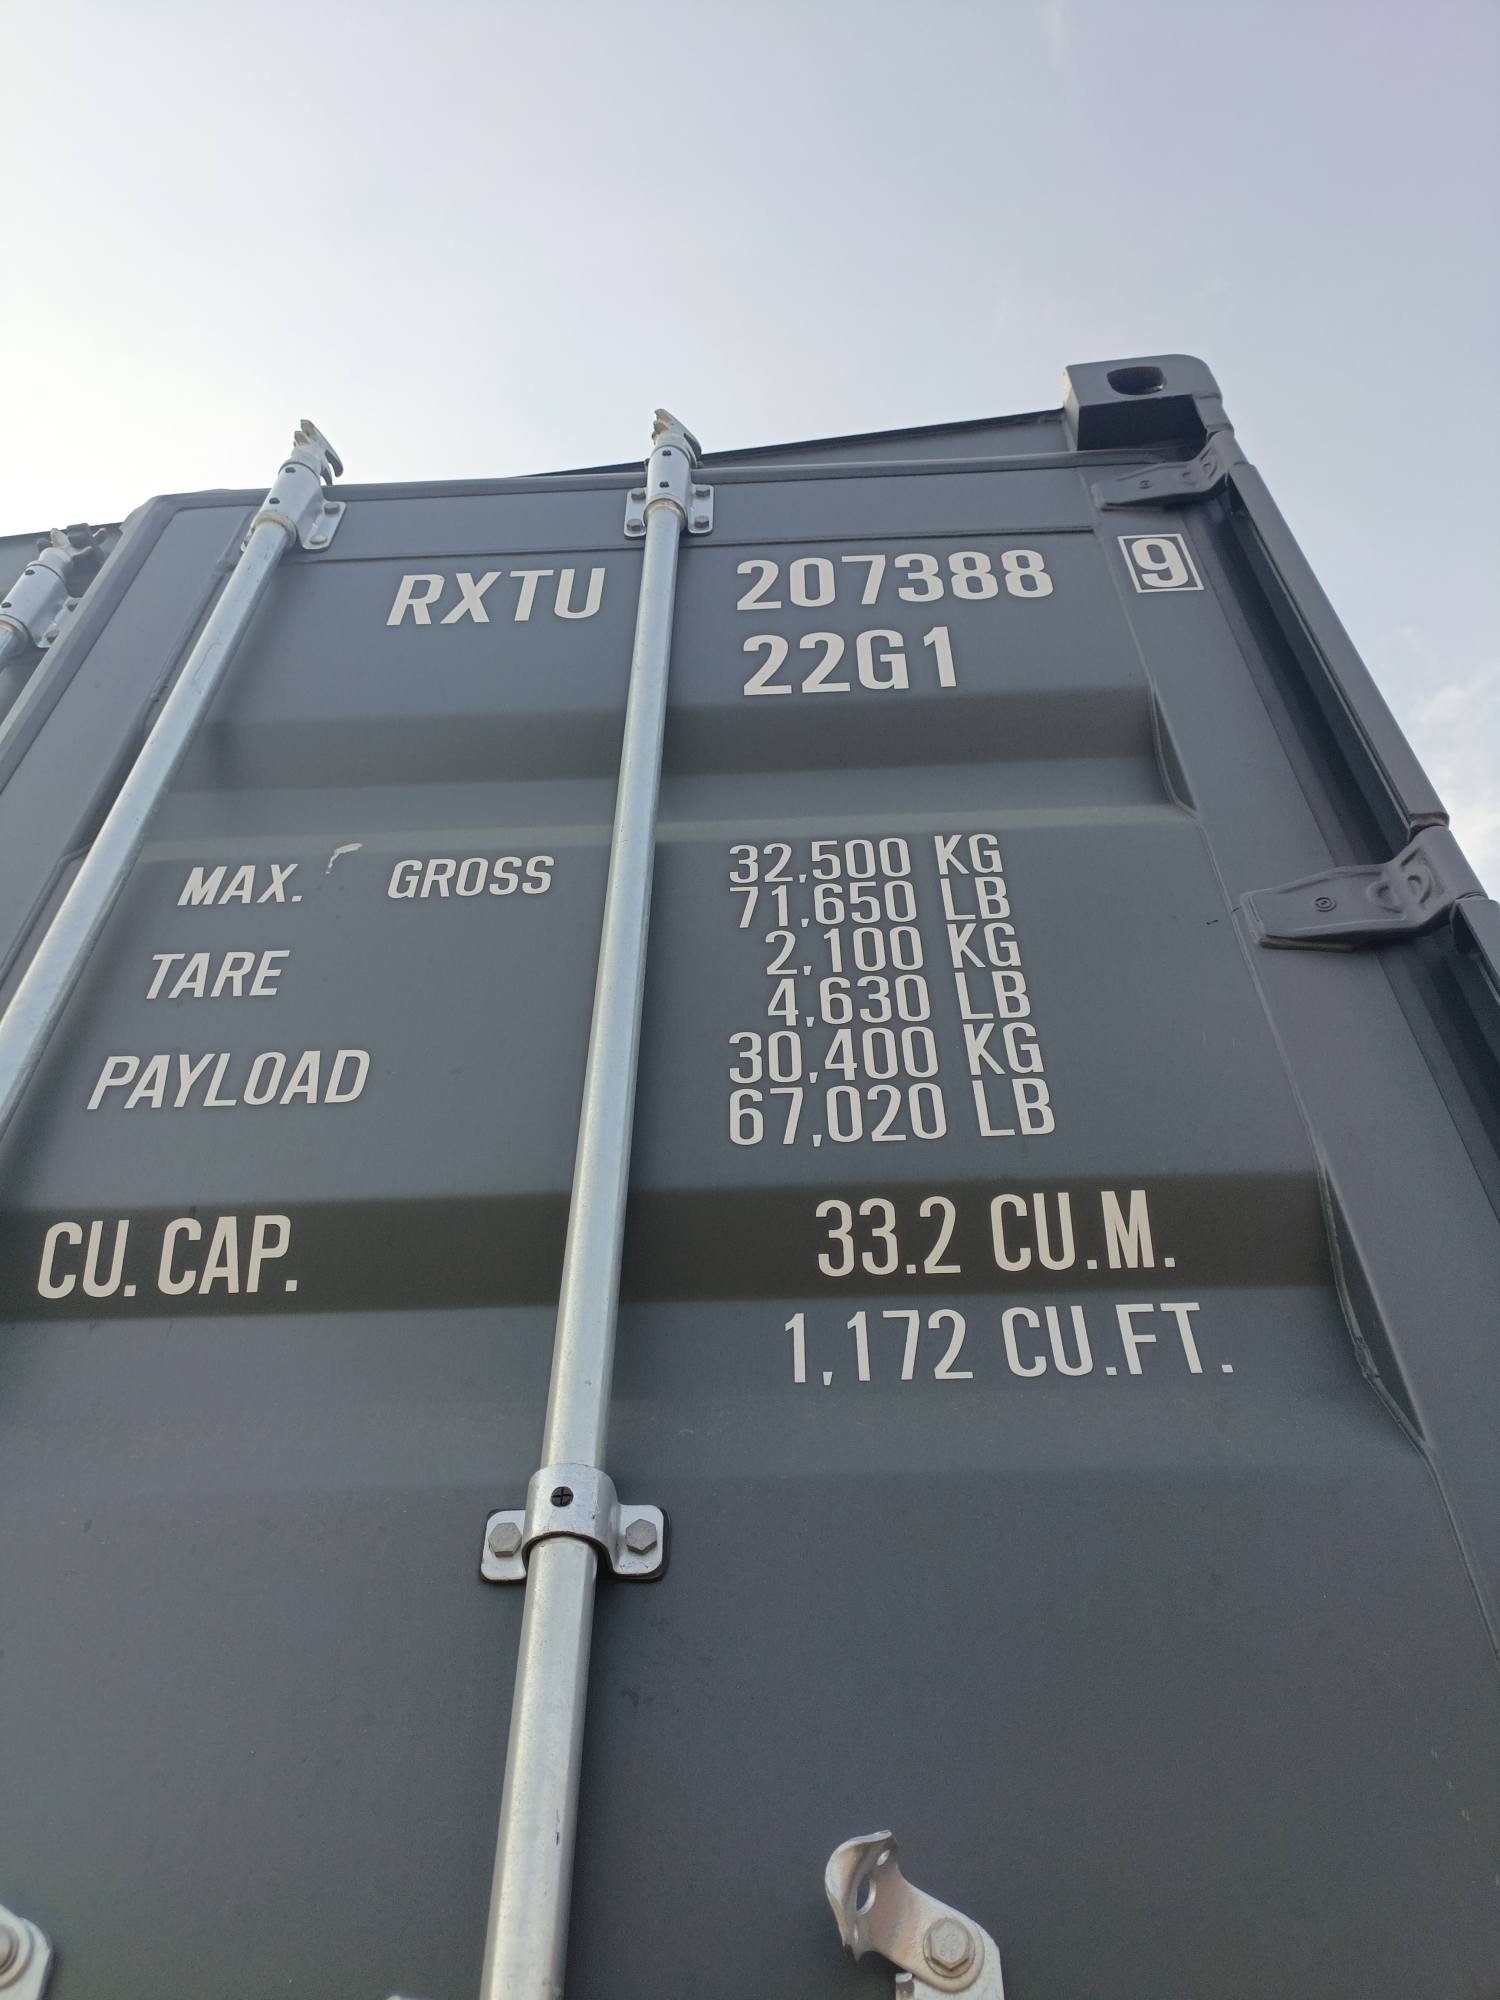 RXTU 207388 9
22G1
MAX. GROSS 32,500 KG
71,650 LB
TARE 2,100 KG
4,630 LB
PAYLOAD 30,400 KG
67,020 LB
CU.CAP. 33.2 CU.M.
1,172 CU.FT.